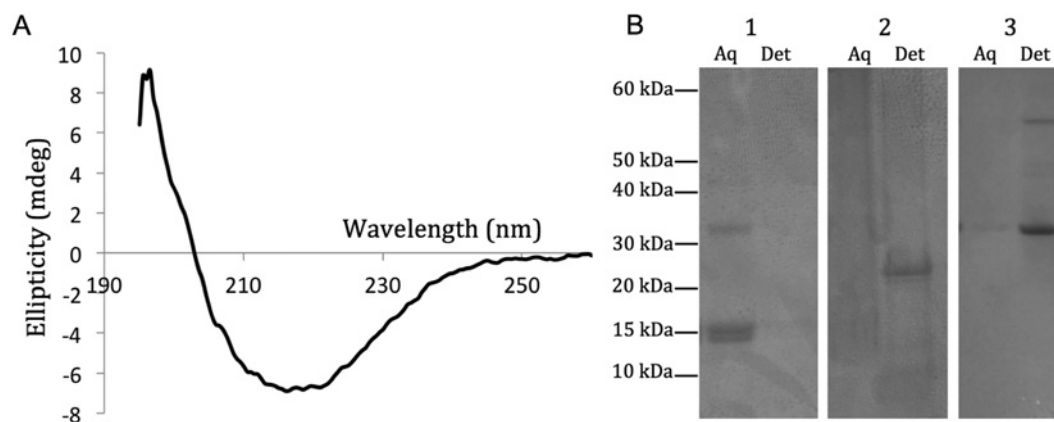 A
Ellipticity (mdeg)
10
8
6
4
2
0
-2
-4
-6
-8
Wavelength (nm)
190
210
230
250
B
1
2
3
Aq Det
Aq Det
Aq Det
60 kDa
50 kDa
40 kDa
30 kDa
20 kDa
15 kDa
10 kDa